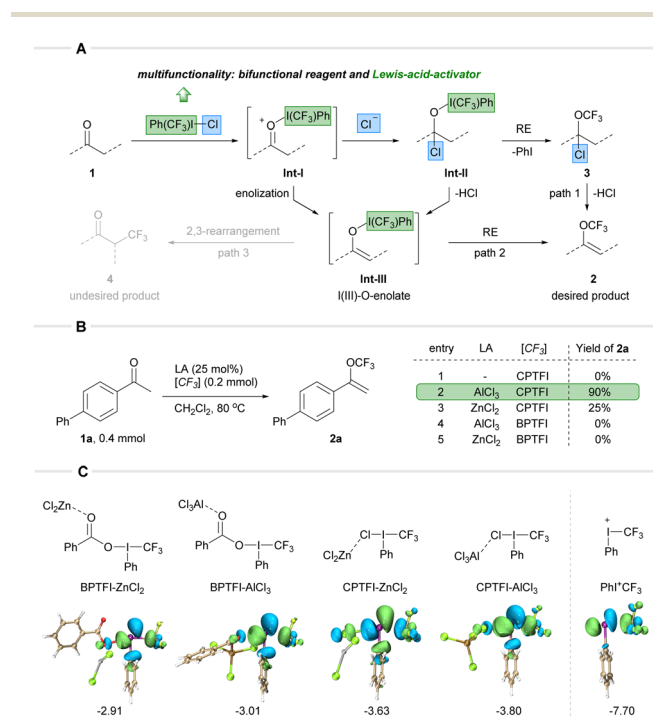 A
multifunctionality: bifunctional reagent and Lewis-acid-activator
O
1
Ph(CF3)I—Cl
+
O
I(CF3)Ph
Int-I
Cl−
O
I(CF3)Ph
Cl
Int-II
RE
-PhI
OCF3
Cl
3
enolization
-HCl
path 1
-HCl
O
CF3
4
undesired product
2,3-rearrangement
path 3
O
I(CF3)Ph
Int-III
I(III)-O-enolate
RE
path 2
OCF3
2
desired product
B
O
Ph
1a, 0.4 mmol
LA (25 mol%)
[CF3] (0.2 mmol)
CH2Cl2, 80 °C
OCF3
Ph
2a
entry LA [CF3] Yield of 2a
1 - CPTFI 0%
2 AlCl3 CPTFI 90%
3 ZnCl2 CPTFI 25%
4 AlCl3 BPTFI 0%
5 ZnCl2 BPTFI 0%
C
Cl2Zn
O
Ph
O
I
CF3
Ph
BPTFI-ZnCl2
Cl3Al
O
Ph
O
I
CF3
Ph
BPTFI-AlCl3
Cl
I
CF3
Cl2Zn
Ph
CPTFI-ZnCl2
Cl
I
CF3
Cl3Al
Ph
CPTFI-AlCl3
+
I
CF3
Ph
PhI+CF3
-2.91 -3.01 -3.63 -3.80 -7.70